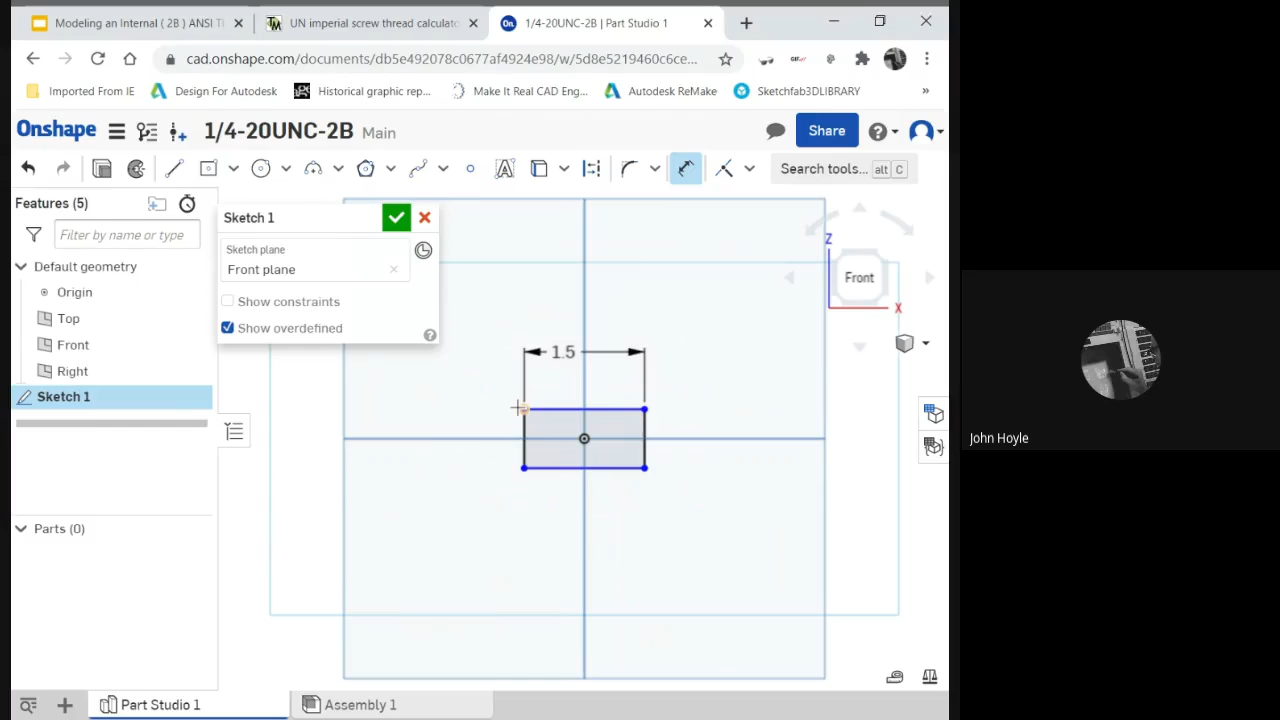 Modeling an Internal ( 2B ) ANSI Ti
UN imperial screw thread calculato
On
1/4-20UNC-2B | Part Studio 1
cad.onshape.com/documents/db5e492078c0677af4924e98/w/5d8e5219460c6ce...
Imported From IE
Design For Autodesk
Historical graphic rep...
Make It Real CAD Eng...
Autodesk ReMake
Sketchfab3DLIBRARY
»
Onshape
1/4-20UNC-2B Main
Share
Search tools... alt C
Features (5)
Filter by name or type
Default geometry
Origin
Top
Front
Right
Sketch 1
Parts (0)
Sketch 1
Sketch plane
Front plane
Show constraints
Show overdefined
1.5
Z
Front
X
John Hoyle
Part Studio 1
Assembly 1